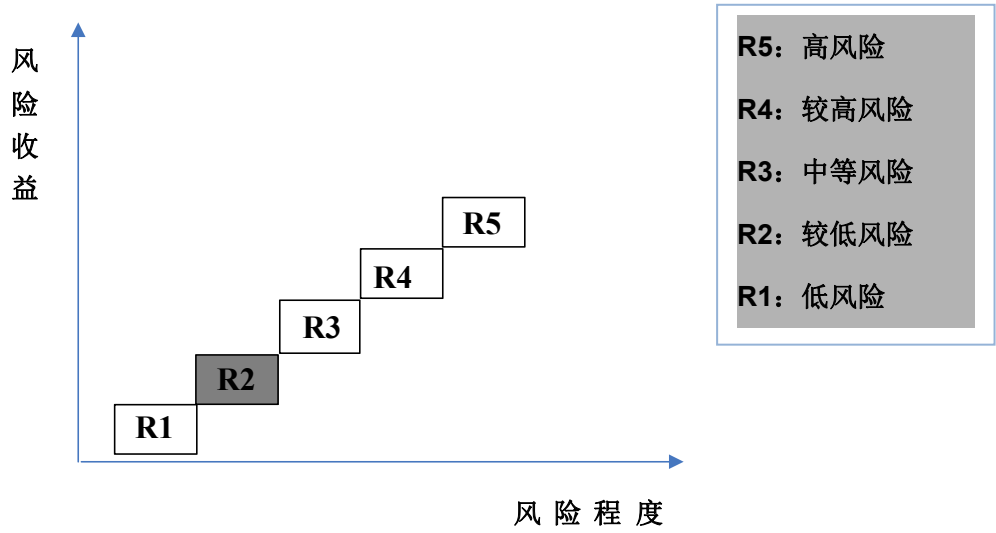 风
险
收
益
R5
R4
R3
R2
R1
风 险 程 度
R5：高风险
R4：较高风险
R3：中等风险
R2：较低风险
R1：低风险